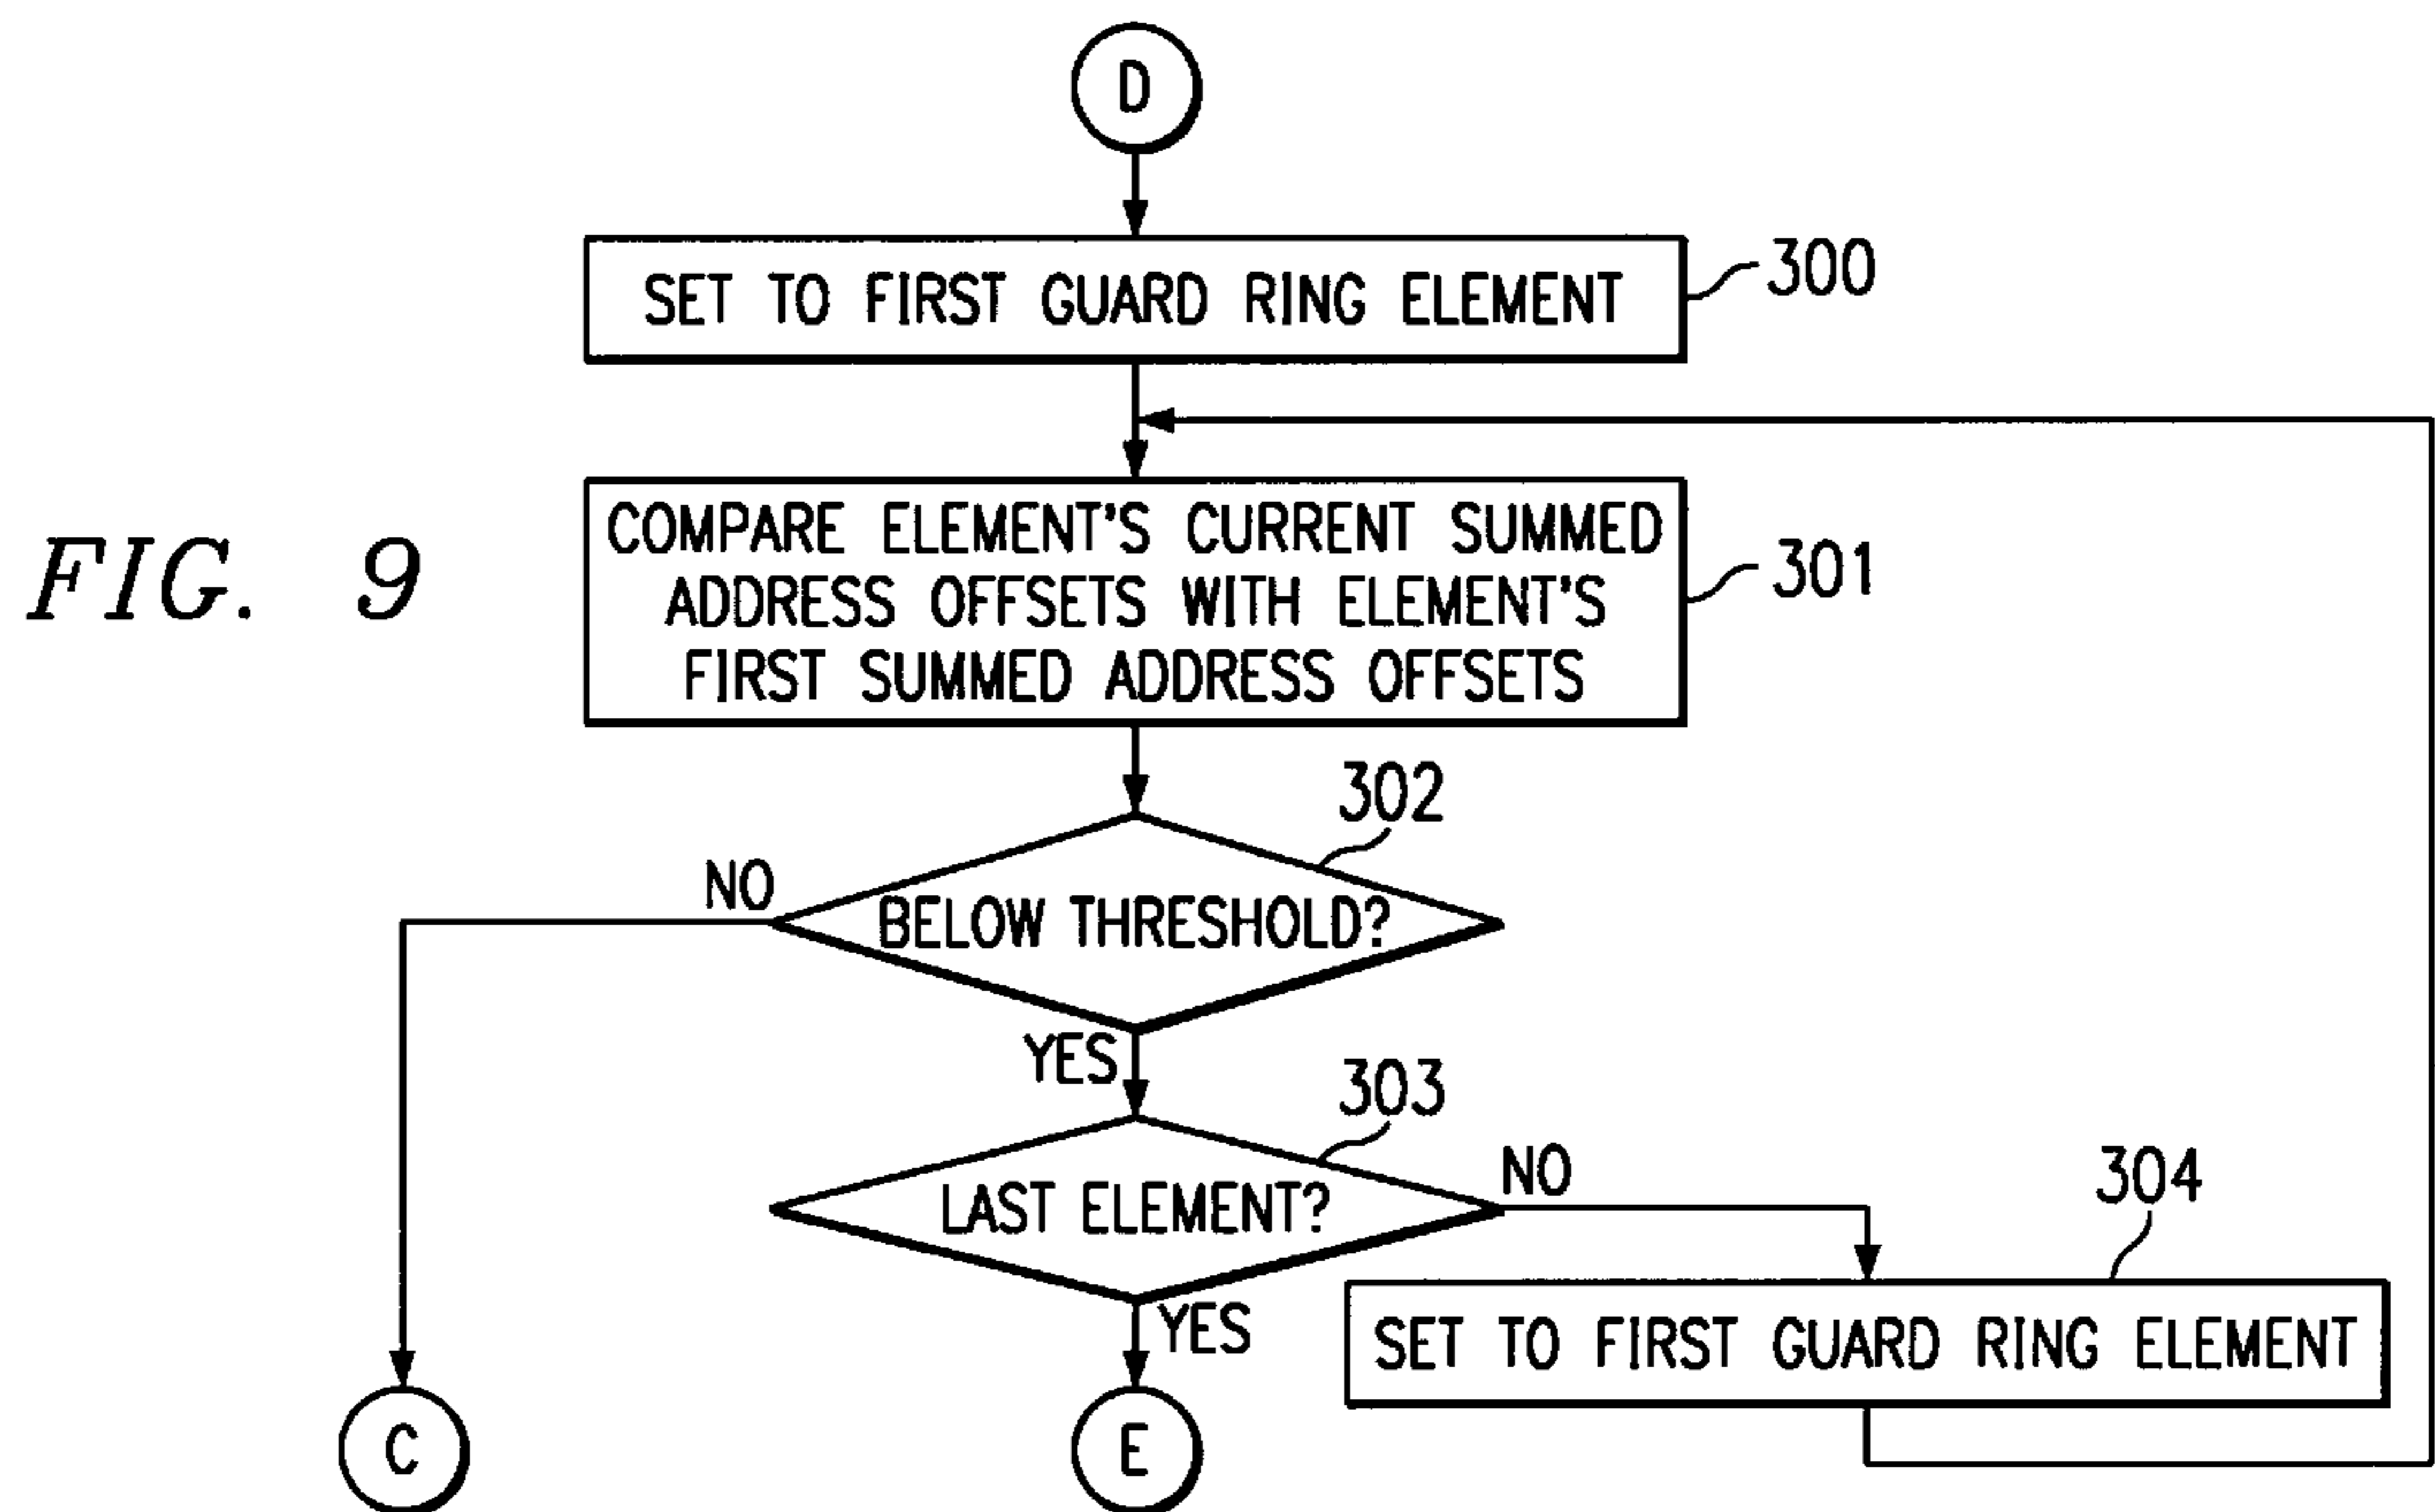 D
SET TO FIRST GUARD RING ELEMENT
300
COMPARE ELEMENT'S CURRENT SUMMED
ADDRESS OFFSETS WITH ELEMENT'S
FIRST SUMMED ADDRESS OFFSETS
301
FIG. 9
302
NO
BELOW THRESHOLD?
YES
303
LAST ELEMENT?
NO
304
YES
SET TO FIRST GUARD RING ELEMENT
C
E